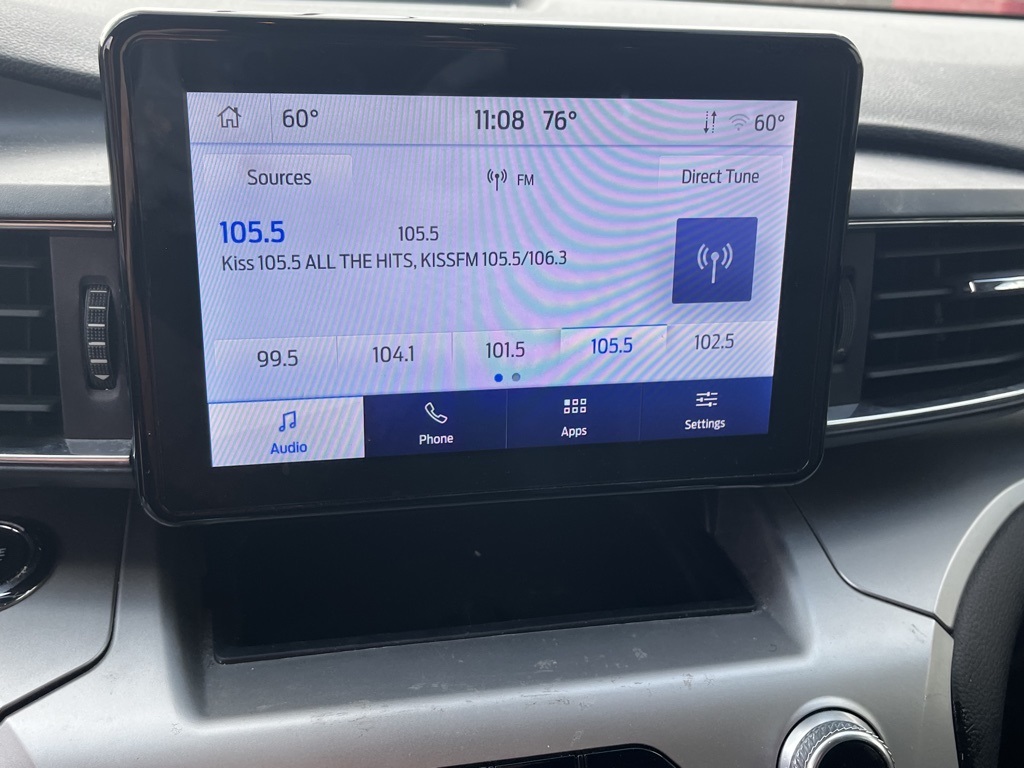 60° 11:08 76° 60°
Sources FM Direct Tune
105.5 105.5
Kiss 105.5 ALL THE HITS, KISSFM 105.5/106.3
99.5 104.1 101.5 105.5 102.5
Audio Phone Apps Settings